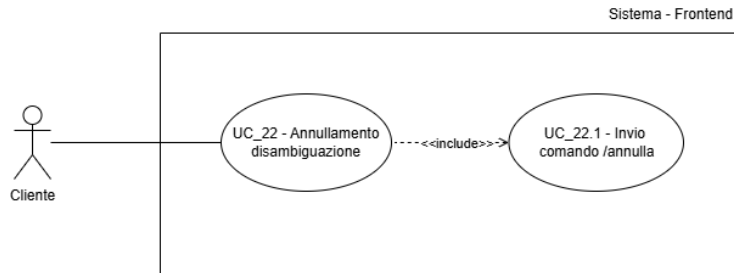 Sistema - Frontend
UC_22 - Annullamento
disambiguazione
<<include>>
UC_22.1 - Invio
comando /annulla
Cliente